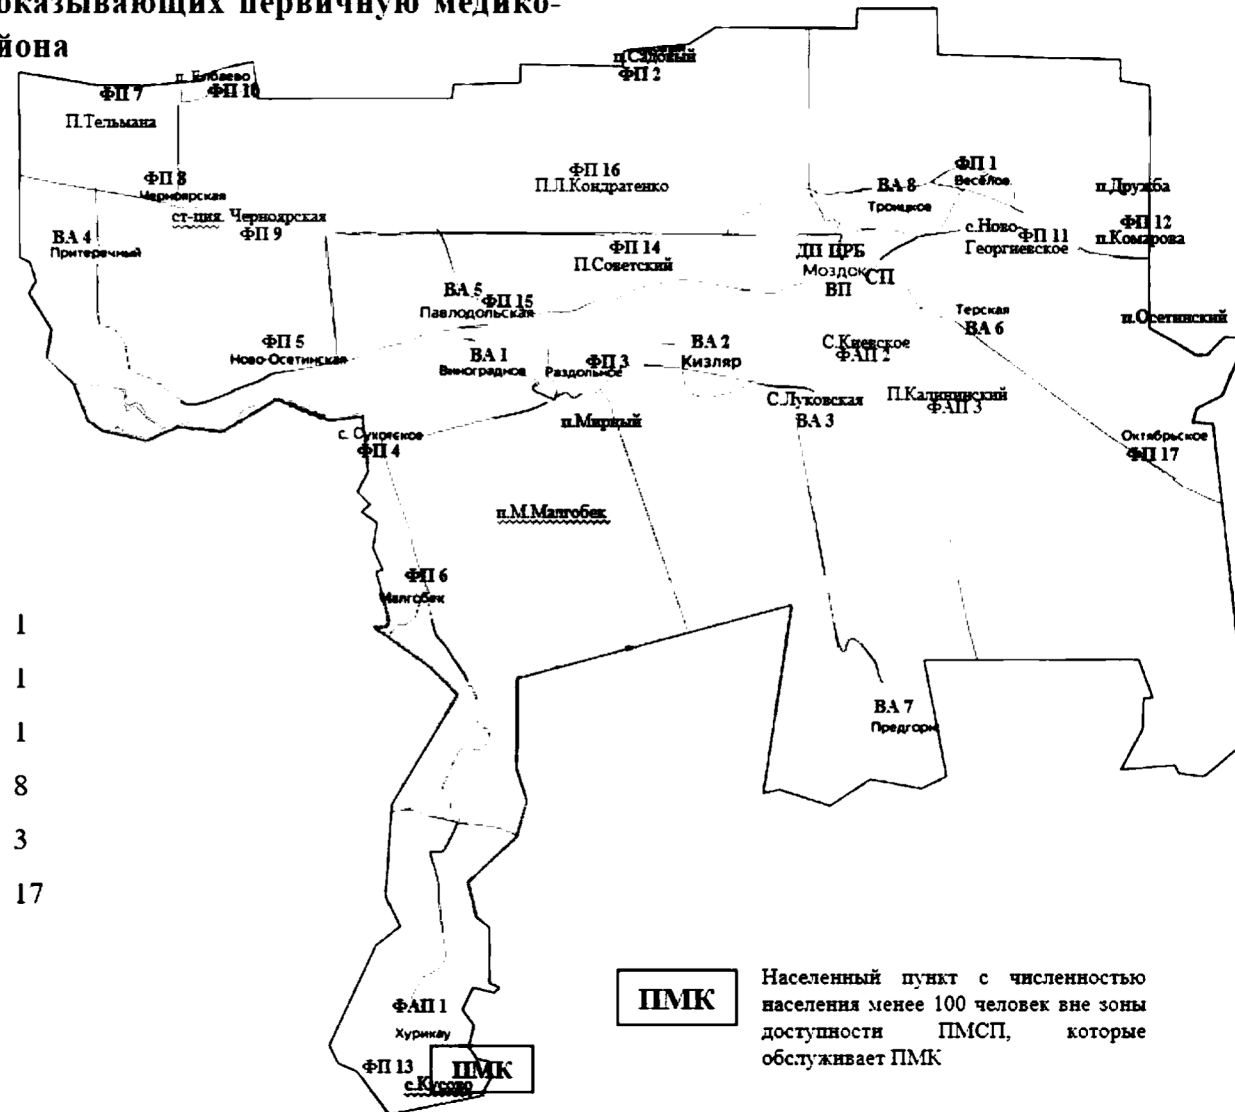 оказывающих первичную медико-
йона
п.Садовый
ФП 2
п. Елбаево
ФП 7
ФП 10
П.Тельмана
ФП 8
Черноярская
ст-ция. Черноярская
ФП 9
ФП 16
П.Л.Кондратенко
ФП 1
Весёлое
ВА 8
Троицкое
п.Дружба
ФП 12
п.Комарова
с.Ново-
ФП 11
Георгиевское
ВА 4
Притеречный
ФП 14
П.Советский
ДП ЦРБ
Моздок
СП
ВП
ВА 5
ФП 15
Павлодольская
Терская
ВА 6
п.Осетинский
ФП 5
Ново-Осетинская
ВА 1
Виноградное
Раздольное
ФП 3
ВА 2
Кизляр
С.Киевское
ФАП 2
С.Луковская
ВА 3
П.Калининский
ФАП 3
п.Мирный
с. Сухотское
ФП 4
Октябрьское
ФП 17
п.М.Малгобек
ФП 6
Малгобек
1
1
1
8
3
17
ВА 7
Предгорн
ФАП 1
Хурикау
ФП 13
ПМК
с.Кусово
ПМК
Населенный пункт с численностью
населения менее 100 человек вне зоны
доступности ПМСП, которые
обслуживает ПМК